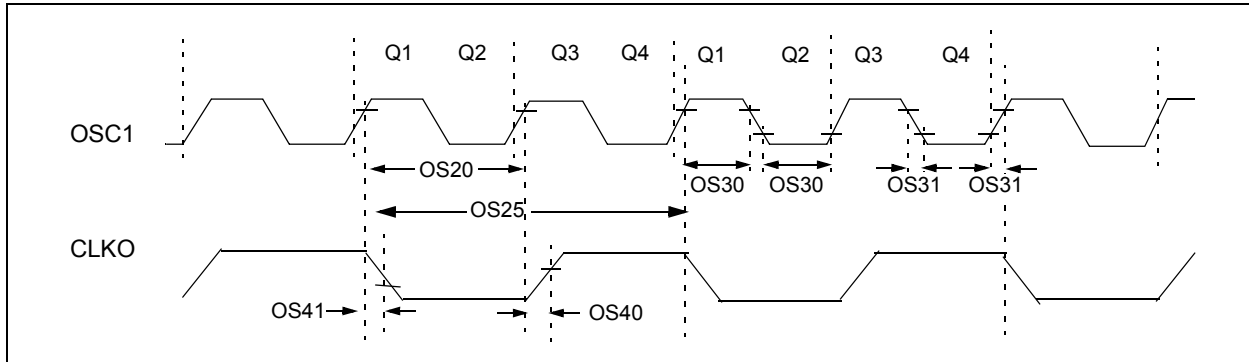 Q1 Q2 Q3 Q4 Q1 Q2 Q3 Q4
OSC1
OS20 OS30 OS30 OS31 OS31
OS25
CLKO
OS41 OS40